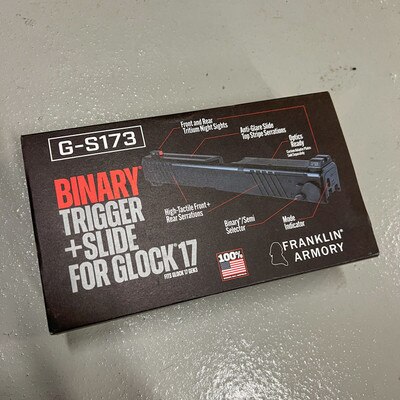 G-S173
Front and Rear
Tritium Night Sights
Anti-Glare Slide
Top Stripe Serrations
Optics
Ready
BINARY
TRIGGER
+SLIDE
FOR GLOCK® 17
FITS GLOCK 17 GEN3
High-Tactile Front +
Rear Serrations
Binary®/Semi
Selector
Mode
Indicator
100%
FRANKLIN®
ARMORY